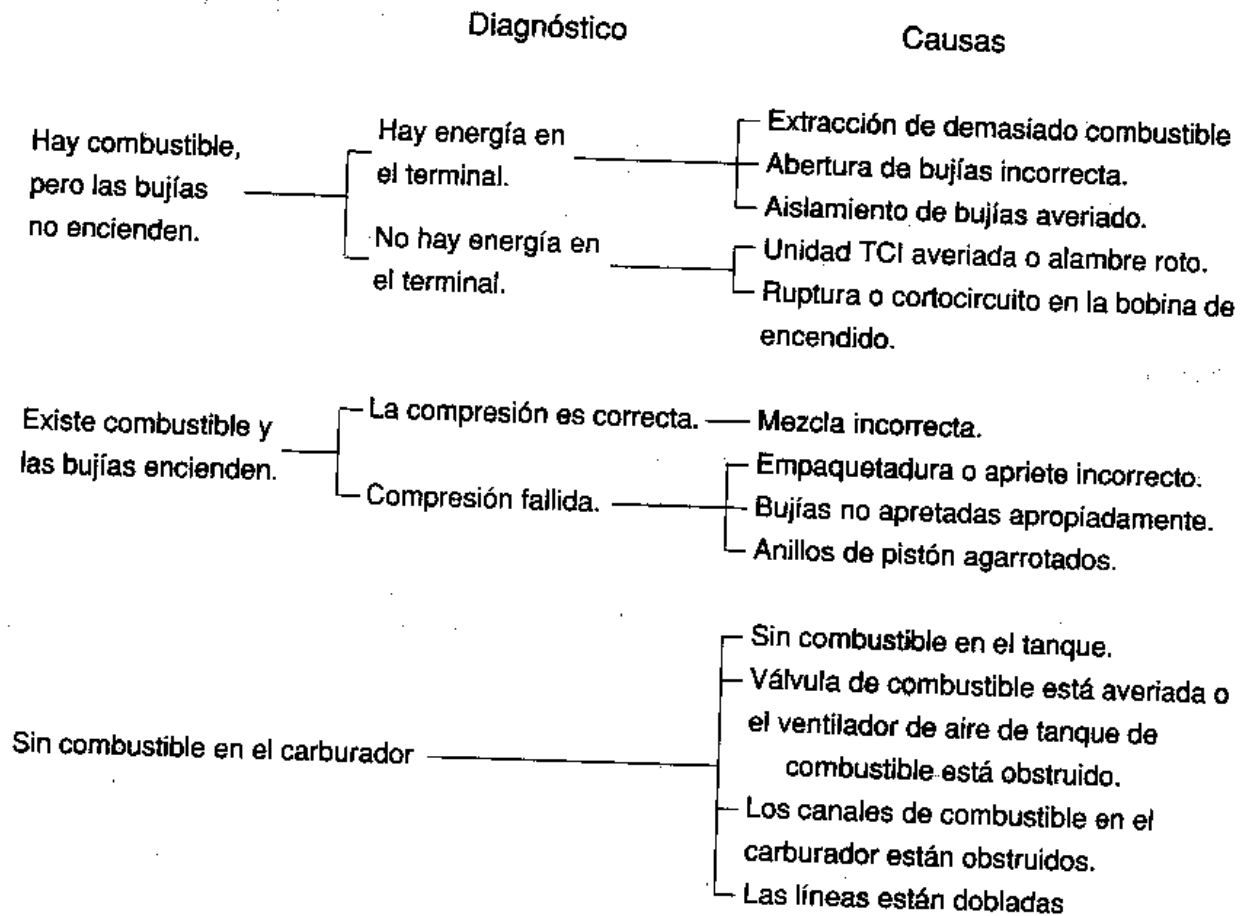 Diagnóstico
Causas
Hay combustible,
pero las bujías
no encienden.
Hay energía en
el terminal.
Extracción de demasiado combustible
Abertura de bujías incorrecta.
Aislamiento de bujías averiado.
No hay energía en
el terminal.
Unidad TCI averiada o alambre roto.
Ruptura o cortocircuito en la bobina de
encendido.
Existe combustible y
las bujías encienden.
La compresión es correcta.
Mezcla incorrecta.
Compresión fallida.
Empaquetadura o apriete incorrecto.
Bujías no apretadas apropiadamente.
Anillos de pistón agarrotados.
Sin combustible en el carburador
Sin combustible en el tanque.
Válvula de combustible está averiada o
el ventilador de aire de tanque de
combustible está obstruido.
Los canales de combustible en el
carburador están obstruidos.
Las líneas están dobladas